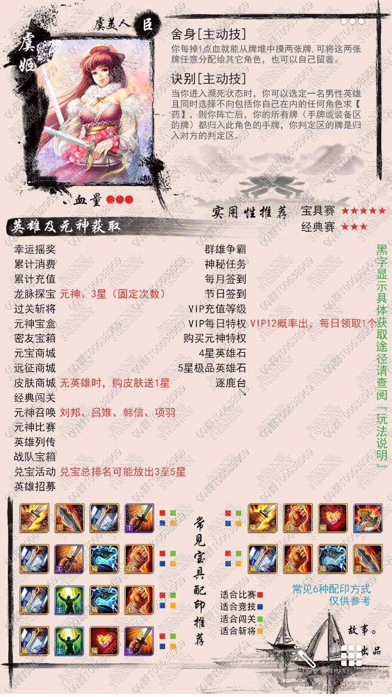 虞姬
虞美人
臣
舍身[主动技]
你每掉1点血就能从牌堆中摸两张牌，可将这两张
牌任意分配给其它角色，也可以自己留着。
诀别[主动技]
当你进入濒死状态时，你可以选定一名男性英雄
且同时选择不向包括你自己在内的任何角色求【
药】，则你阵亡后，你的所有牌（手牌或装备区
的牌）都归入此角色的手牌，你判定区的牌是归
入对方的判定区。
血量
实用性推荐
宝具赛 ★★★★★
经典赛 ★★★
英雄及元神获取
幸运摇奖
累计消费
累计充值
龙脉探宝 元神、3星（固定次数）
过关斩将
元神宝盒
密友宝箱
元宝商城
远征商城
皮肤商城 无英雄时，购皮肤送1星
经典闯关
元神召唤 刘邦、吕雉、韩信、项羽
元神比赛
英雄列传
战队宝箱
兑宝活动 兑宝总排名可能放出3至5星
英雄招募
群雄争霸
神秘任务
每月签到
节日签到
VIP充值等级
VIP每日特权 VIP12概率出、每日领取1个
购买元神特权
4星英雄石
5星极品英雄石
逐鹿台
黑字显示具体获取途径请查阅『玩法说明』
常见宝具配印推荐
适合比赛
适合竞技
适合闯关
适合斩将
常见6种配印方式
仅供参考
故事。
出品